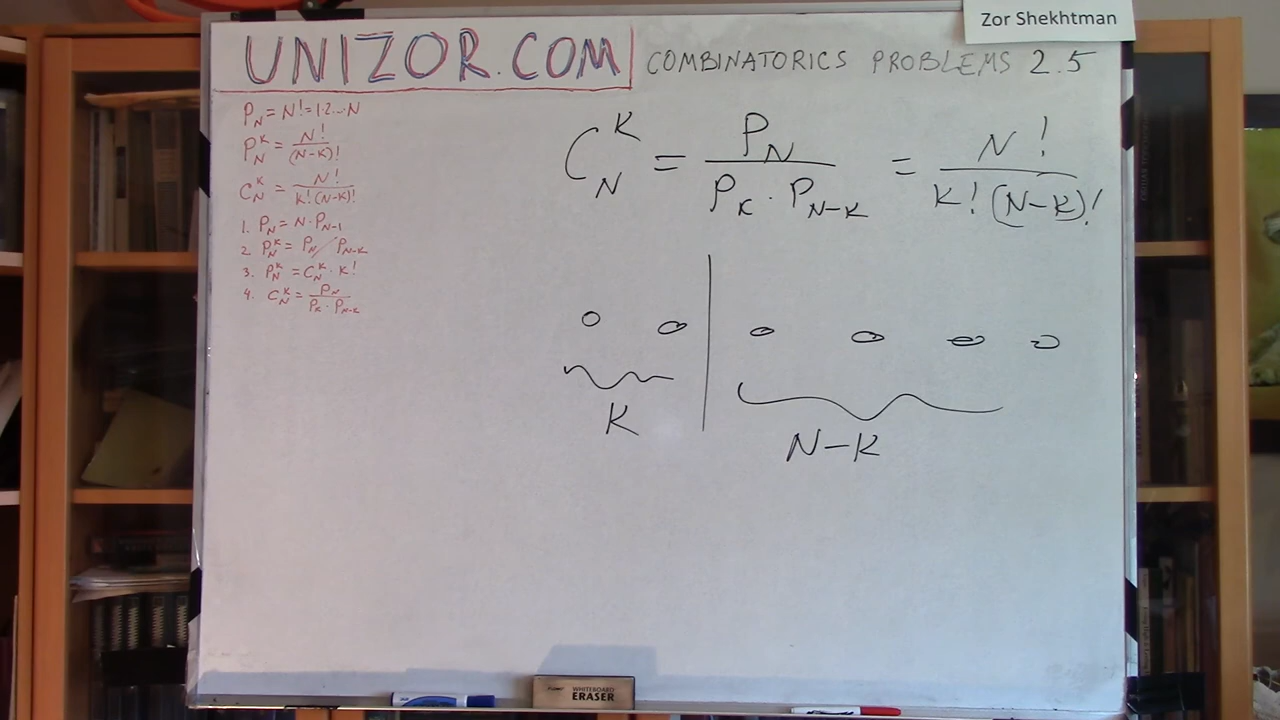 Zor Shekhtman
UNIZOR.COM
COMBINATORICS PROBLEMS 2.5
P_N = N! = 1·2...·N
P_N^K = N!/(N-K)!
C_N^K = N!/(K!(N-K)!)
1. P_N = N·P_{N-1}
2. P_N^K = P_N / P_{N-K}
3. P_N^K = C_N^K · K!
4. C_N^K = P_N/(P_K · P_{N-K})
C_N^K = P_N/(P_K · P_{N-K}) = N!/(K!(N-K)!)
K
N-K
WHITEBOARD
ERASER